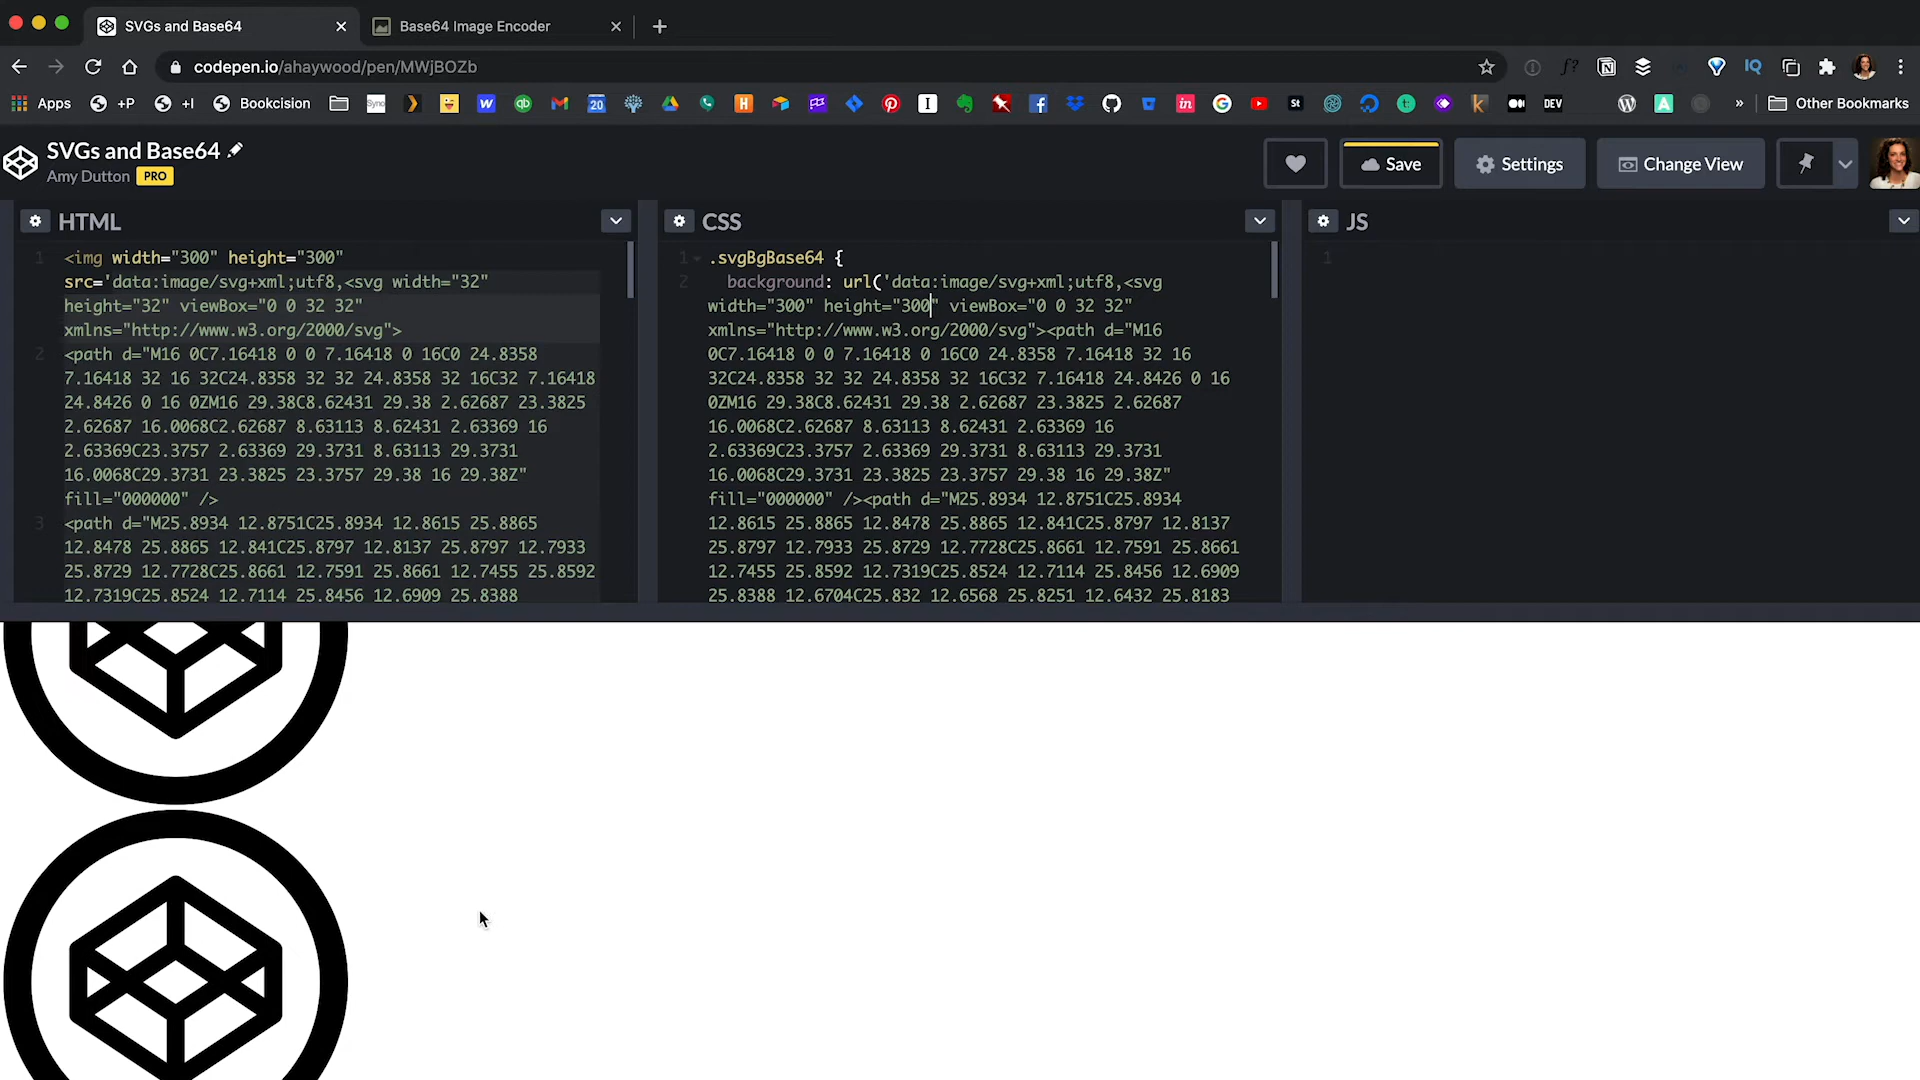 SVGs and Base64
Base64 Image Encoder
codepen.io/ahaywood/pen/MWjBOZb
Apps
+P
+I
Bookcision
Sync
20
DEV
»
Other Bookmarks
SVGs and Base64
Amy Dutton PRO
Save
Settings
Change View
HTML
CSS
JS
1 <img width="300" height="300"
src='data:image/svg+xml;utf8,<svg width="32"
height="32" viewBox="0 0 32 32"
xmlns="http://www.w3.org/2000/svg">
2 <path d="M16 0C7.16418 0 0 7.16418 0 16C0 24.8358
7.16418 32 16 32C24.8358 32 32 24.8358 32 16C32 7.16418
24.8426 0 16 0ZM16 29.38C8.62431 29.38 2.62687 23.3825
2.62687 16.0068C2.62687 8.63113 8.62431 2.63369 16
2.63369C23.3757 2.63369 29.3731 8.63113 29.3731
16.0068C29.3731 23.3825 23.3757 29.38 16 29.38Z"
fill="000000" />
3 <path d="M25.8934 12.8751C25.8934 12.8615 25.8865
12.8478 25.8865 12.841C25.8797 12.8137 25.8797 12.7933
25.8729 12.7728C25.8661 12.7591 25.8661 12.7455 25.8592
12.7319C25.8524 12.7114 25.8456 12.6909 25.8388
1 .svgBgBase64 {
2 background: url('data:image/svg+xml;utf8,<svg
width="300" height="300" viewBox="0 0 32 32"
xmlns="http://www.w3.org/2000/svg"><path d="M16
0C7.16418 0 0 7.16418 0 16C0 24.8358 7.16418 32 16
32C24.8358 32 32 24.8358 32 16C32 7.16418 24.8426 0 16
0ZM16 29.38C8.62431 29.38 2.62687 23.3825 2.62687
16.0068C2.62687 8.63113 8.62431 2.63369 16
2.63369C23.3757 2.63369 29.3731 8.63113 29.3731
16.0068C29.3731 23.3825 23.3757 29.38 16 29.38Z"
fill="000000" /><path d="M25.8934 12.8751C25.8934
12.8615 25.8865 12.8478 25.8865 12.841C25.8797 12.8137
25.8797 12.7933 25.8729 12.7728C25.8661 12.7591 25.8661
12.7455 25.8592 12.7319C25.8524 12.7114 25.8456 12.6909
25.8388 12.6704C25.832 12.6568 25.8251 12.6432 25.8183
1